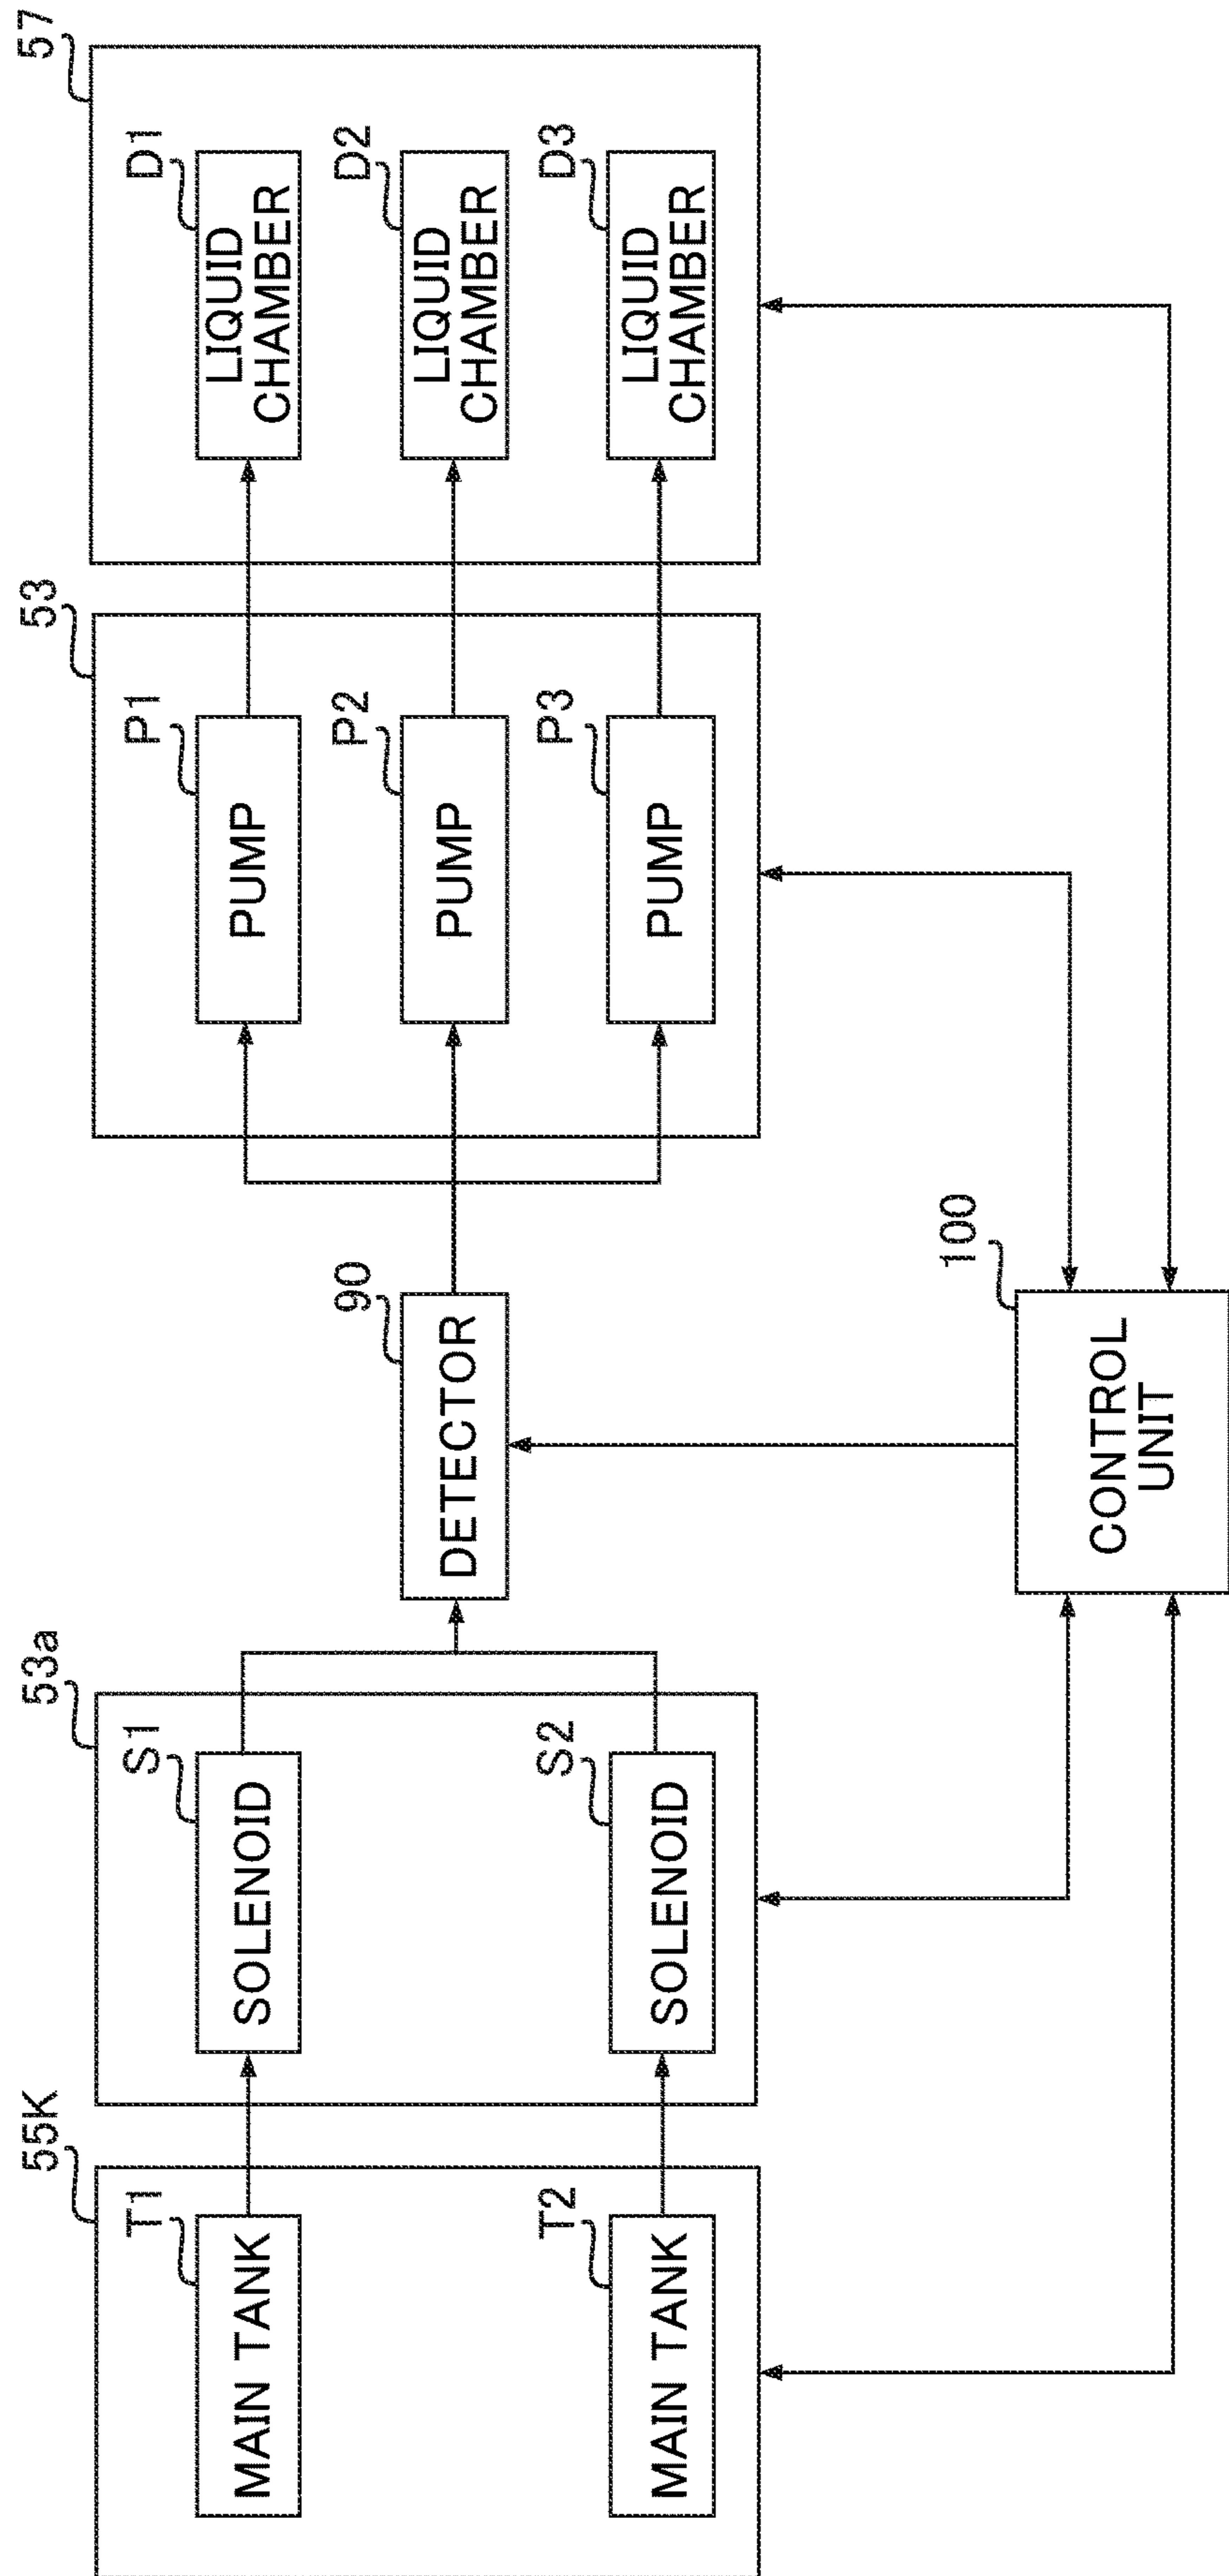 55K
T1
MAIN TANK
T2
MAIN TANK
53a
S1
SOLENOID
S2
SOLENOID
90
DETECTOR
53
P1
PUMP
P2
PUMP
P3
PUMP
57
D1
LIQUID
CHAMBER
D2
LIQUID
CHAMBER
D3
LIQUID
CHAMBER
100
CONTROL
UNIT